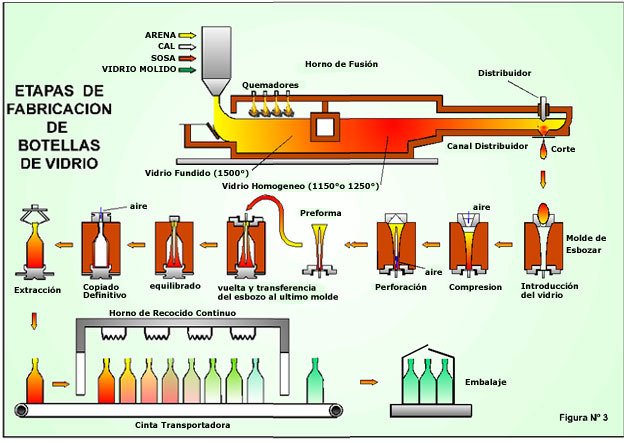 ETAPAS DE
FABRICACION
DE
BOTELLAS
DE VIDRIO
ARENA
CAL
SOSA
VIDRIO MOLIDO
Quemadores
Horno de Fusión
Distribuidor
Vidrio Fundido (1500°)
Vidrio Homogeneo (1150°o 1250°)
Canal Distribuidor
Corte
Molde de
Esbozar
Introducción
del vidrio
aire
Compresion
aire
Perforación
Preforma
vuelta y transferencia
del esbozo al ultimo molde
equilibrado
aire
Copiado
Definitivo
Extracción
Horno de Recocido Continuo
Cinta Transportadora
Embalaje
Figura Nº 3